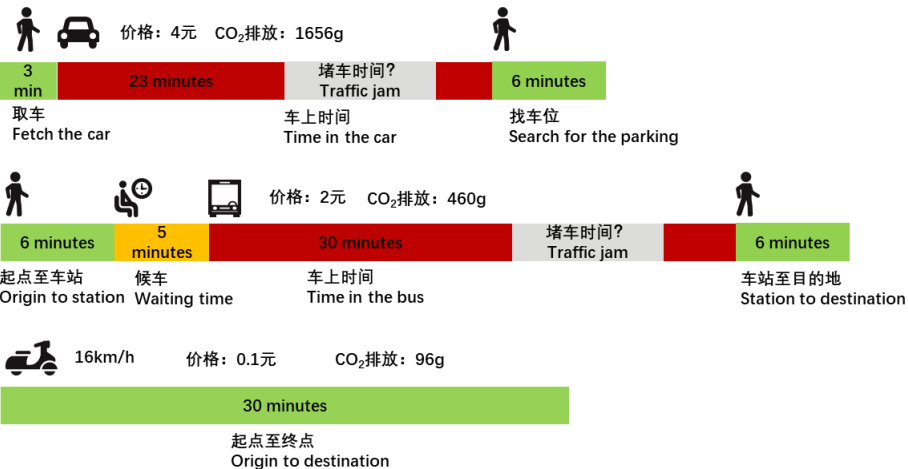 价格：4元 CO₂排放：1656g
3
min
23 minutes
堵车时间？
Traffic jam
6 minutes
取车
Fetch the car
车上时间
Time in the car
找车位
Search for the parking
价格：2元 CO₂排放：460g
6 minutes
5
minutes
30 minutes
堵车时间？
Traffic jam
6 minutes
起点至车站
Origin to station
候车
Waiting time
车上时间
Time in the bus
车站至目的地
Station to destination
16km/h 价格：0.1元 CO₂排放：96g
30 minutes
起点至终点
Origin to destination